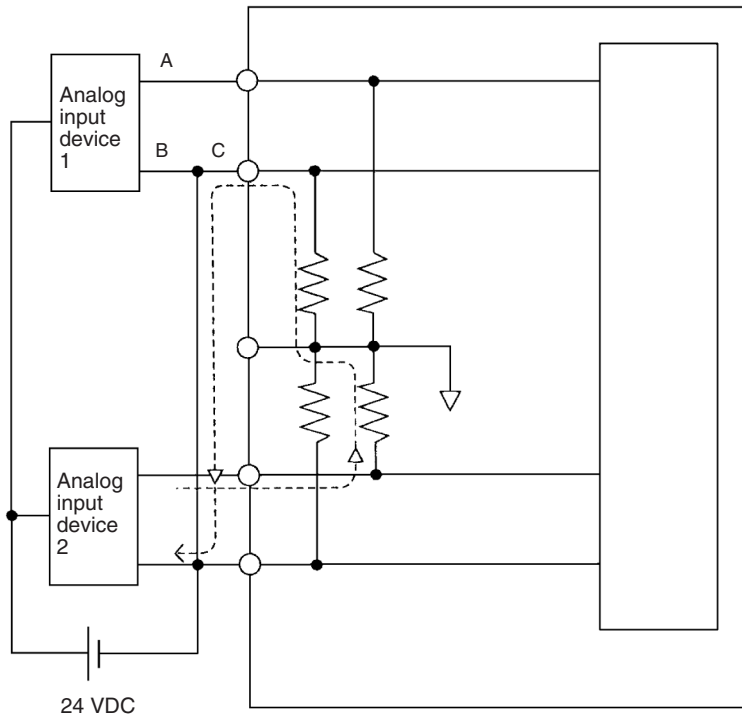 A
Analog
input
device
1
B C
Analog
input
device
2
24 VDC